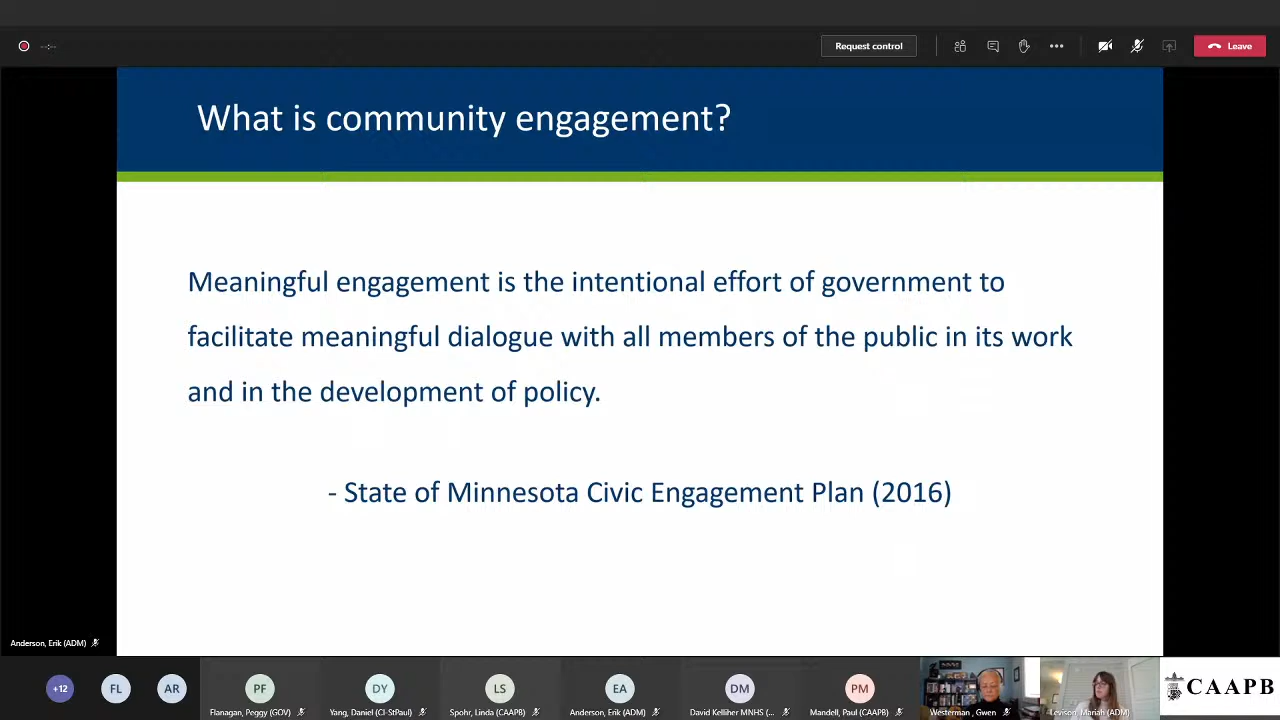 Request control
Leave
What is community engagement?
Meaningful engagement is the intentional effort of government to
facilitate meaningful dialogue with all members of the public in its work
and in the development of policy.
- State of Minnesota Civic Engagement Plan (2016)
Anderson, Erik (ADM)
+12
FL
AR
PF
DY
LS
EA
DM
PM
Flanagan, Peggy (GOV)
Yang, Daniel (CI-StPaul)
Spohr, Linda (CAAPB)
Anderson, Erik (ADM)
David Kelliher MNHS (...
Mandell, Paul (CAAPB)
Westerman, Gwen
Levison, Mariah (ADM)
CAAPB